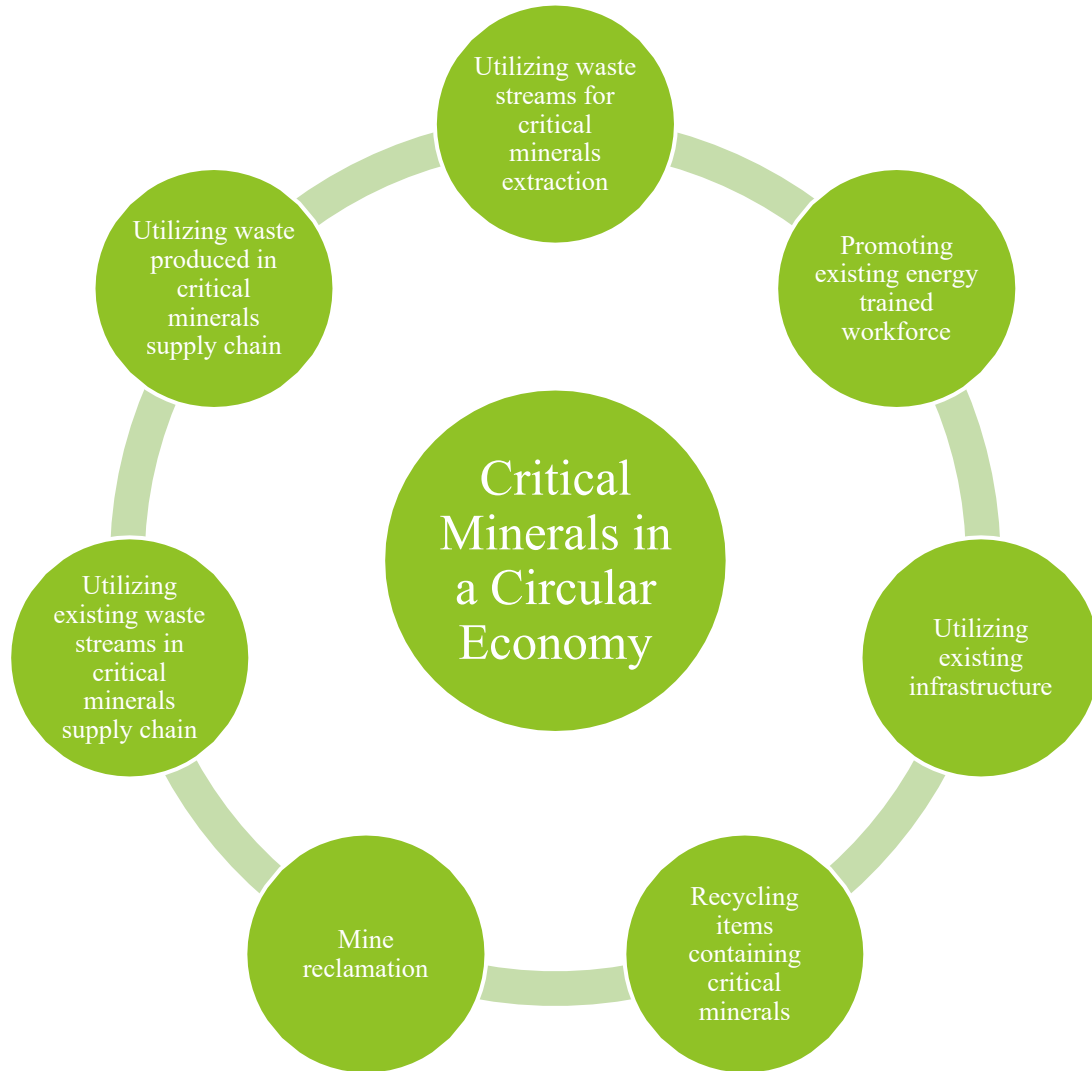 Utilizing waste
streams for
critical
minerals
extraction
Promoting
existing energy
trained
workforce
Utilizing
existing
infrastructure
Recycling
items
containing
critical
minerals
Mine
reclamation
Utilizing
existing waste
streams in
critical
minerals
supply chain
Utilizing waste
produced in
critical
minerals
supply chain
Critical
Minerals in
a Circular
Economy